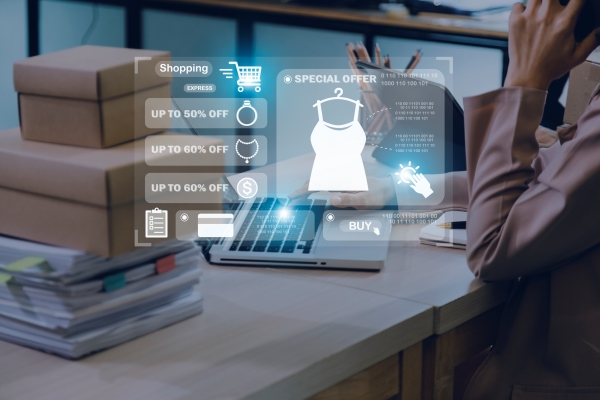 Shopping
EXPRESS
UP TO 50% OFF
UP TO 60% OFF
UP TO 60% OFF
$
SPECIAL OFFER
BUY